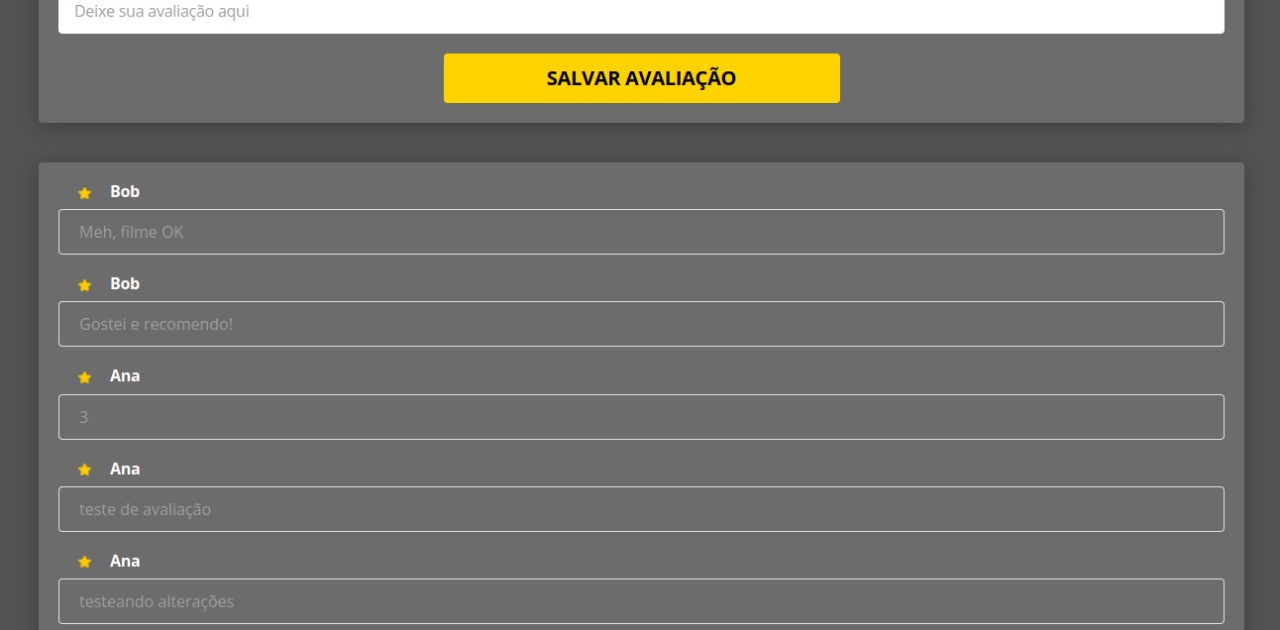 Deixe sua avaliação aqui
SALVAR AVALIAÇÃO
Bob
Meh, filme OK
Bob
Gostei e recomendo!
Ana
3
Ana
teste de avaliação
Ana
testeando alterações